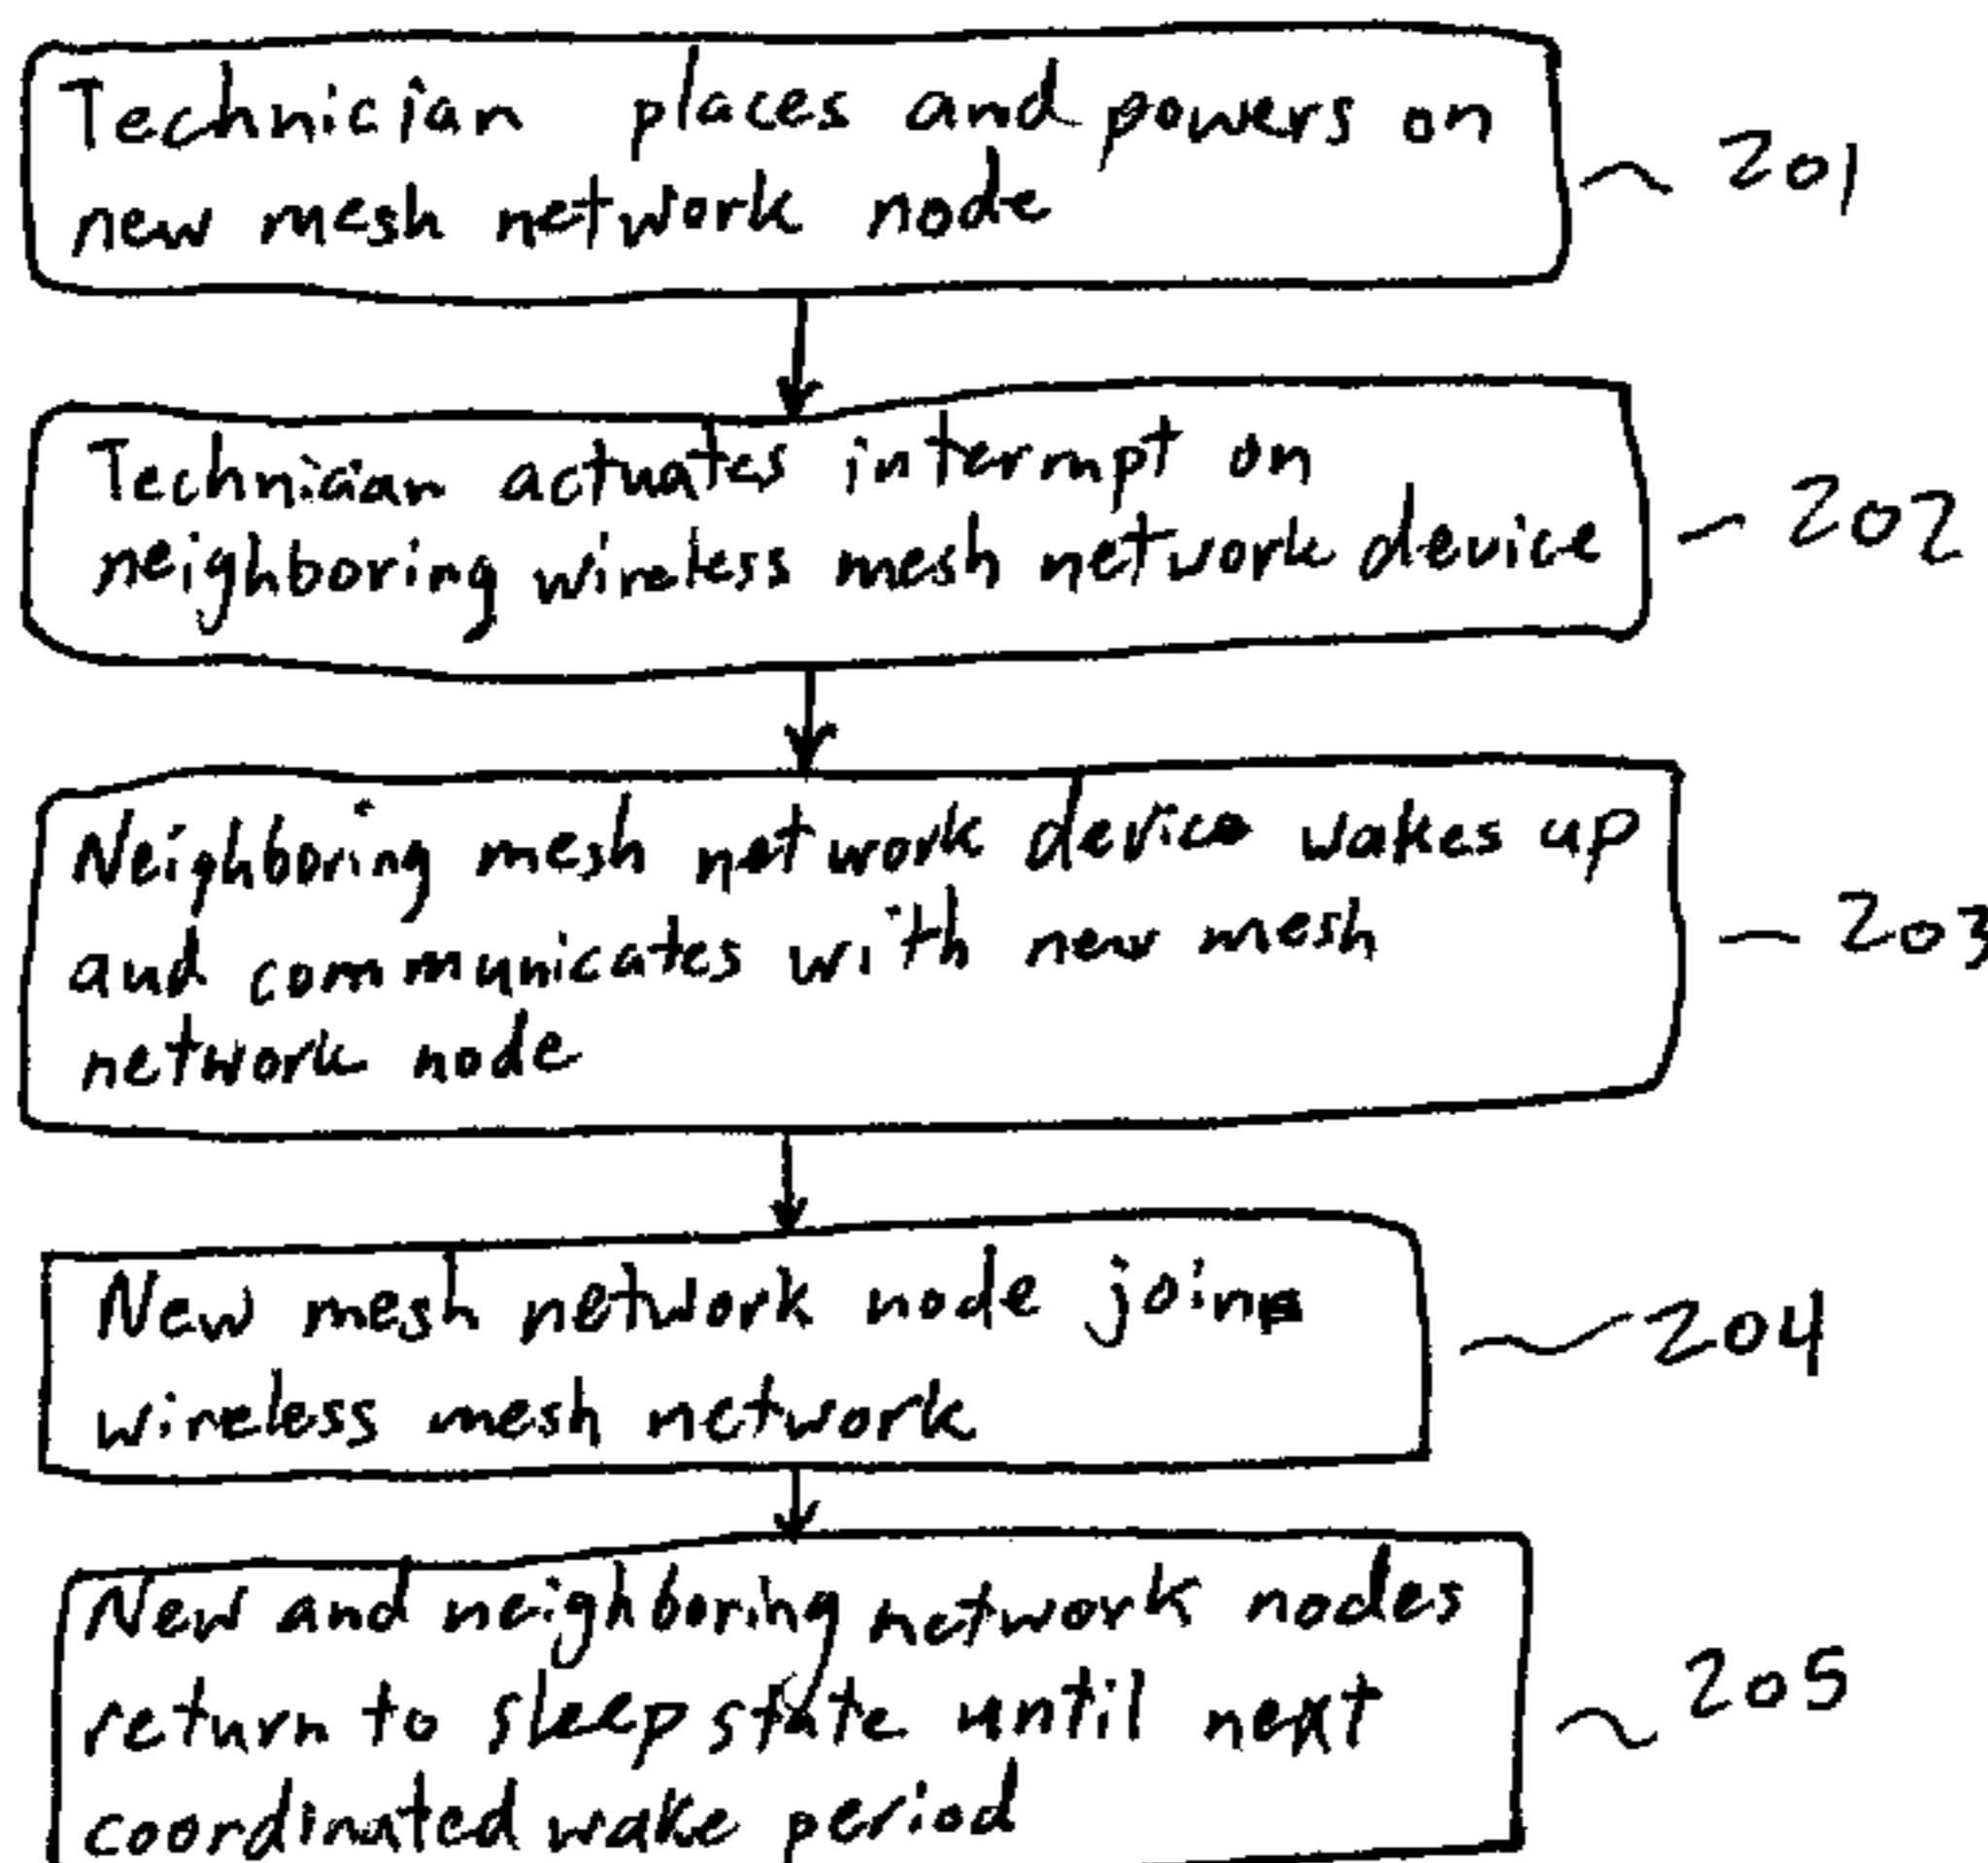 Technician places and powers on
new mesh network node
201
Technician actuates interrupt on
neighboring wireless mesh network device
202
Neighboring mesh network device wakes up
and communicates with new mesh
network node
203
New mesh network node joins
wireless mesh network
204
New and neighboring network nodes
return to sleep state until next
coordinated wake period
205